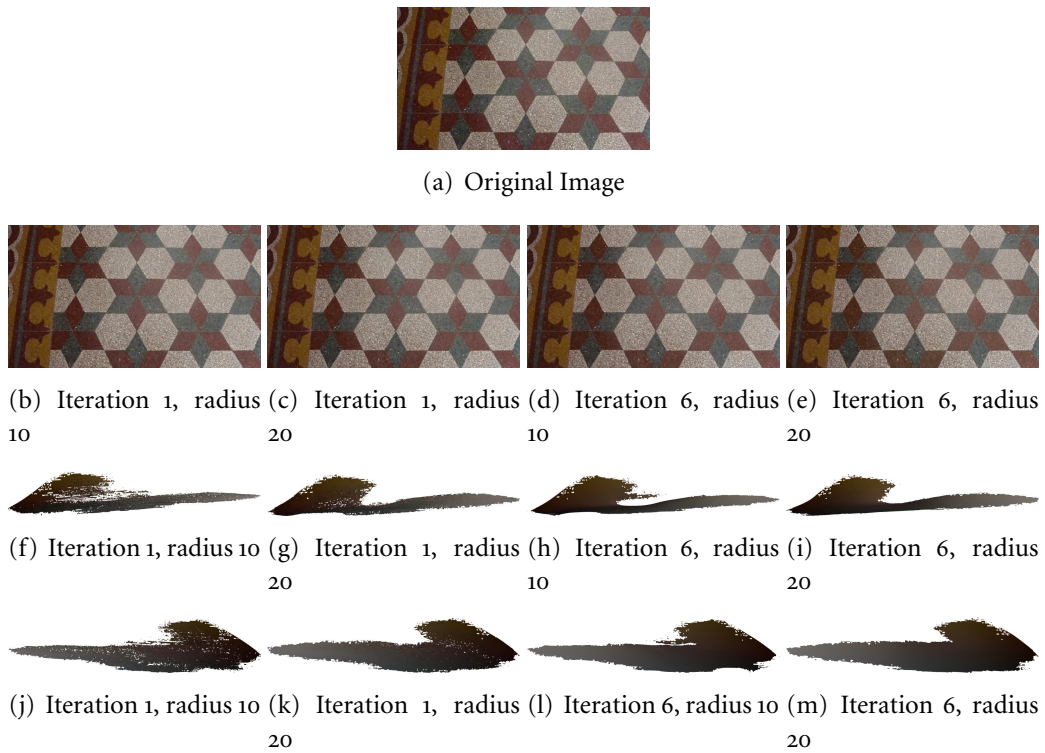 (a) Original Image
(b) Iteration 1, radius 10
(c) Iteration 1, radius 20
(d) Iteration 6, radius 10
(e) Iteration 6, radius 20
(f) Iteration 1, radius 10
(g) Iteration 1, radius 20
(h) Iteration 6, radius 10
(i) Iteration 6, radius 20
(j) Iteration 1, radius 10
(k) Iteration 1, radius 20
(l) Iteration 6, radius 10
(m) Iteration 6, radius 20